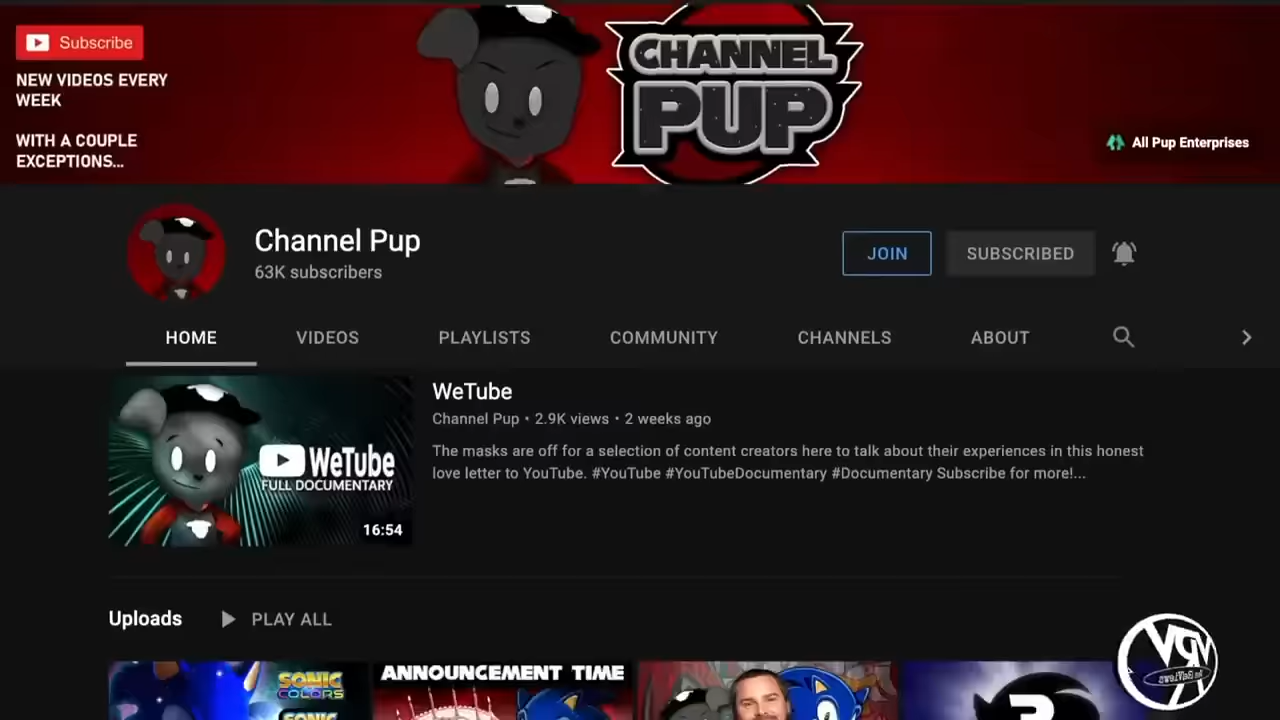 Subscribe
NEW VIDEOS EVERY
WEEK
WITH A COUPLE
EXCEPTIONS...
CHANNEL
PUP
All Pup Enterprises
Channel Pup
63K subscribers
JOIN
SUBSCRIBED
HOME
VIDEOS
PLAYLISTS
COMMUNITY
CHANNELS
ABOUT
WeTube
FULL DOCUMENTARY
16:54
WeTube
Channel Pup • 2.9K views • 2 weeks ago
The masks are off for a selection of content creators here to talk about their experiences in this honest
love letter to YouTube. #YouTube #YouTubeDocumentary #Documentary Subscribe for more!...
Uploads
PLAY ALL
SONIC
COLORS
SONIC
ANNOUNCEMENT TIME
3